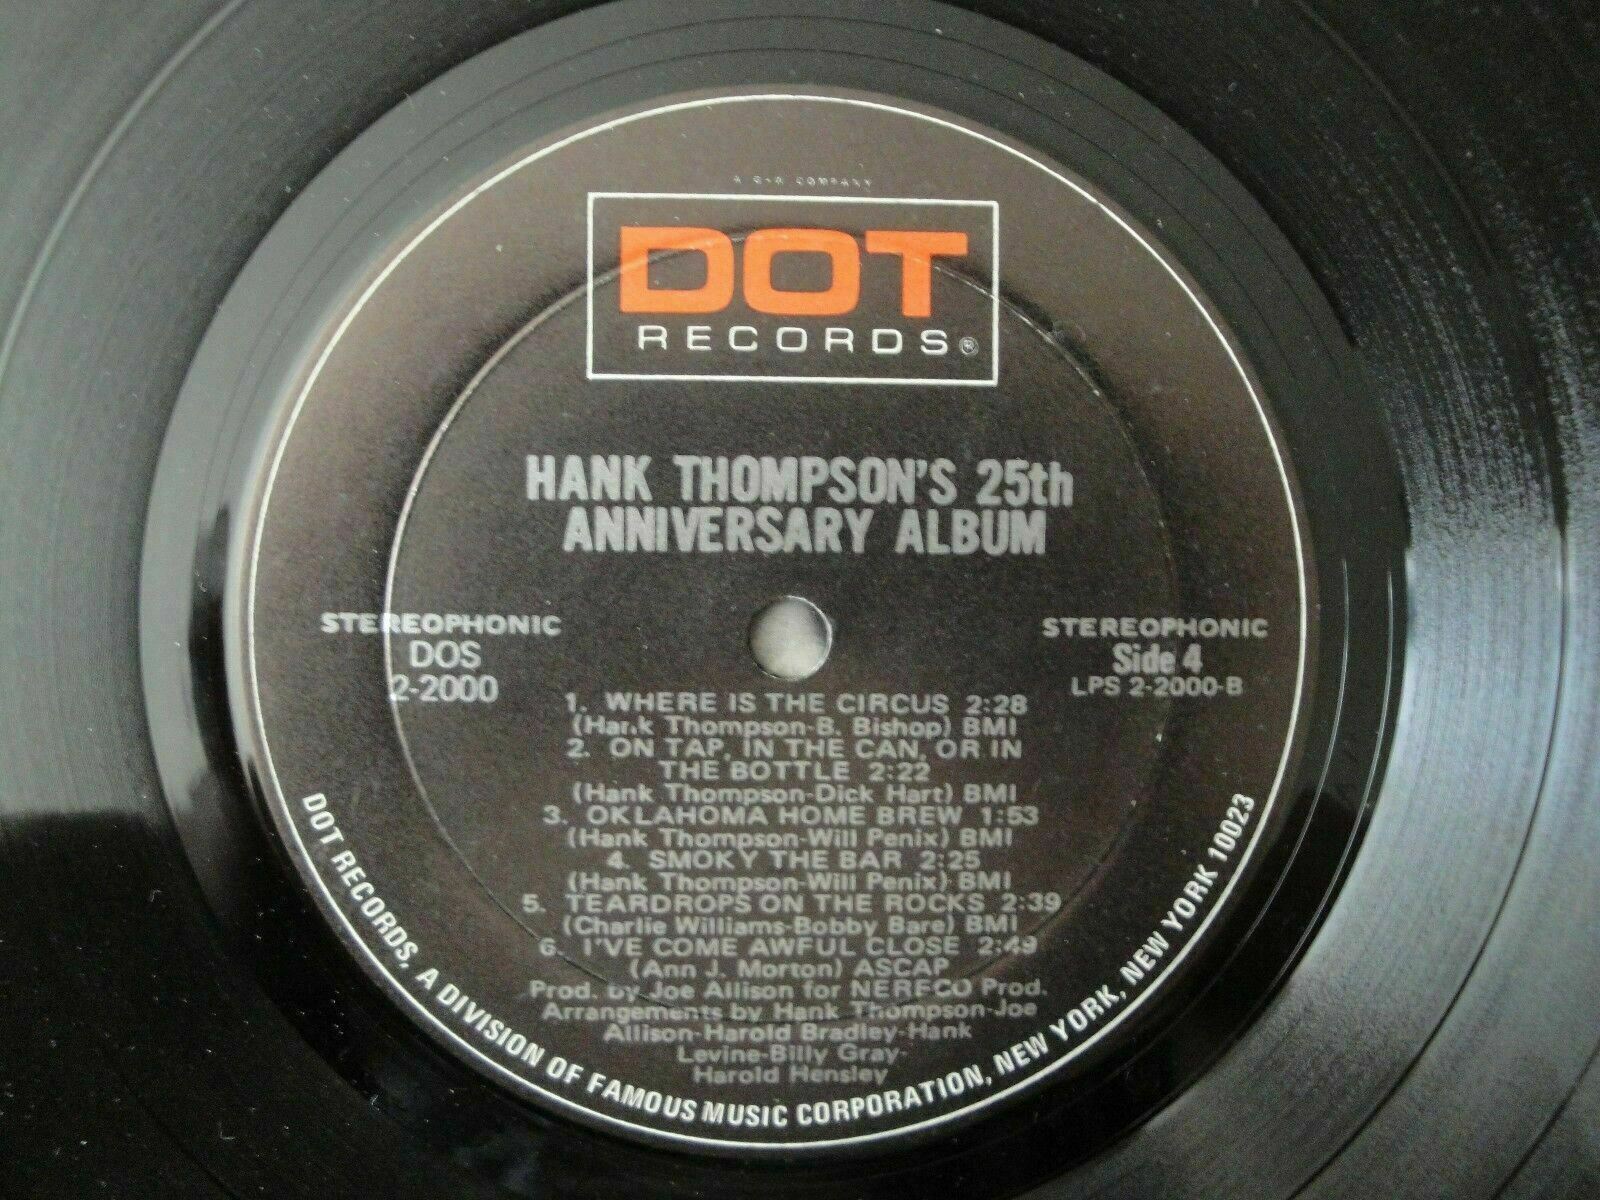 A G+W COMPANY
DOT
RECORDS®
HANK THOMPSON'S 25th
ANNIVERSARY ALBUM
STEREOPHONIC
DOS
2-2000
STEREOPHONIC
Side 4
LPS 2-2000-B
1. WHERE IS THE CIRCUS 2:28
(Hank Thompson-B. Bishop) BMI
2. ON TAP, IN THE CAN, OR IN
THE BOTTLE 2:22
(Hank Thompson-Dick Hart) BMI
3. OKLAHOMA HOME BREW 1:53
(Hank Thompson-Will Penix) BMI
4. SMOKY THE BAR 2:25
(Hank Thompson-Will Penix) BMI
5. TEARDROPS ON THE ROCKS 2:39
(Charlie Williams-Bobby Bare) BMI
6. I'VE COME AWFUL CLOSE 2:49
(Ann J. Morton) ASCAP
Prod. by Joe Allison for NERECO Prod.
Arrangements by Hank Thompson-Joe
Allison-Harold Bradley-Hank
Levine-Billy Gray-
Harold Hensley
DOT RECORDS, A DIVISION OF FAMOUS MUSIC CORPORATION, NEW YORK, NEW YORK 10023